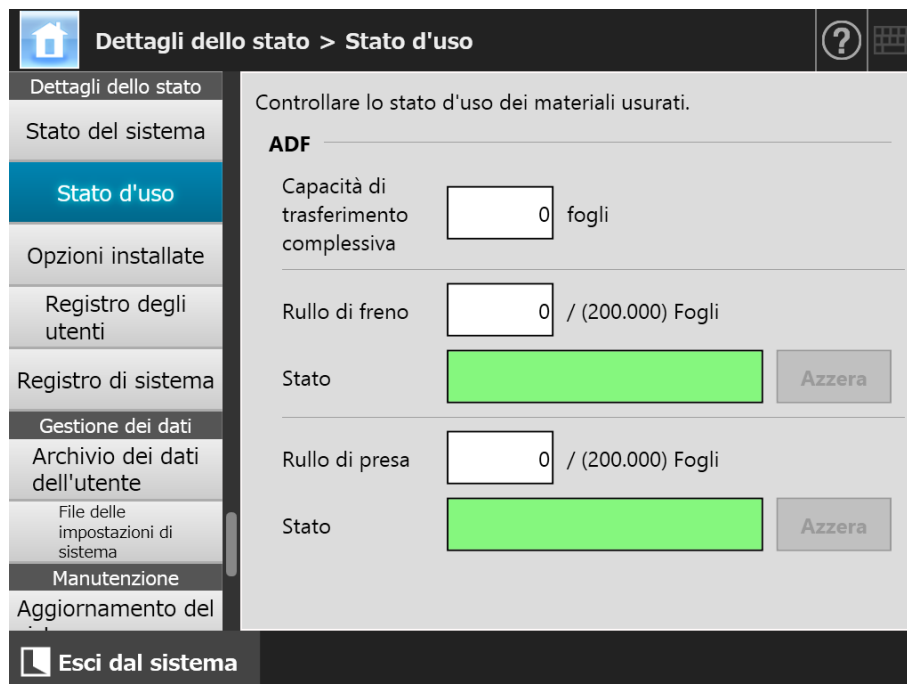 Dettagli dello stato > Stato d'uso
?
Dettagli dello stato
Stato del sistema
Stato d'uso
Opzioni installate
Registro degli
utenti
Registro di sistema
Gestione dei dati
Archivio dei dati
dell'utente
File delle
impostazioni di
sistema
Manutenzione
Aggiornamento del
Controllare lo stato d'uso dei materiali usurati.
ADF
Capacità di
trasferimento
complessiva
0 fogli
Rullo di freno 0 / (200.000) Fogli
Stato Azzera
Rullo di presa 0 / (200.000) Fogli
Stato Azzera
Esci dal sistema